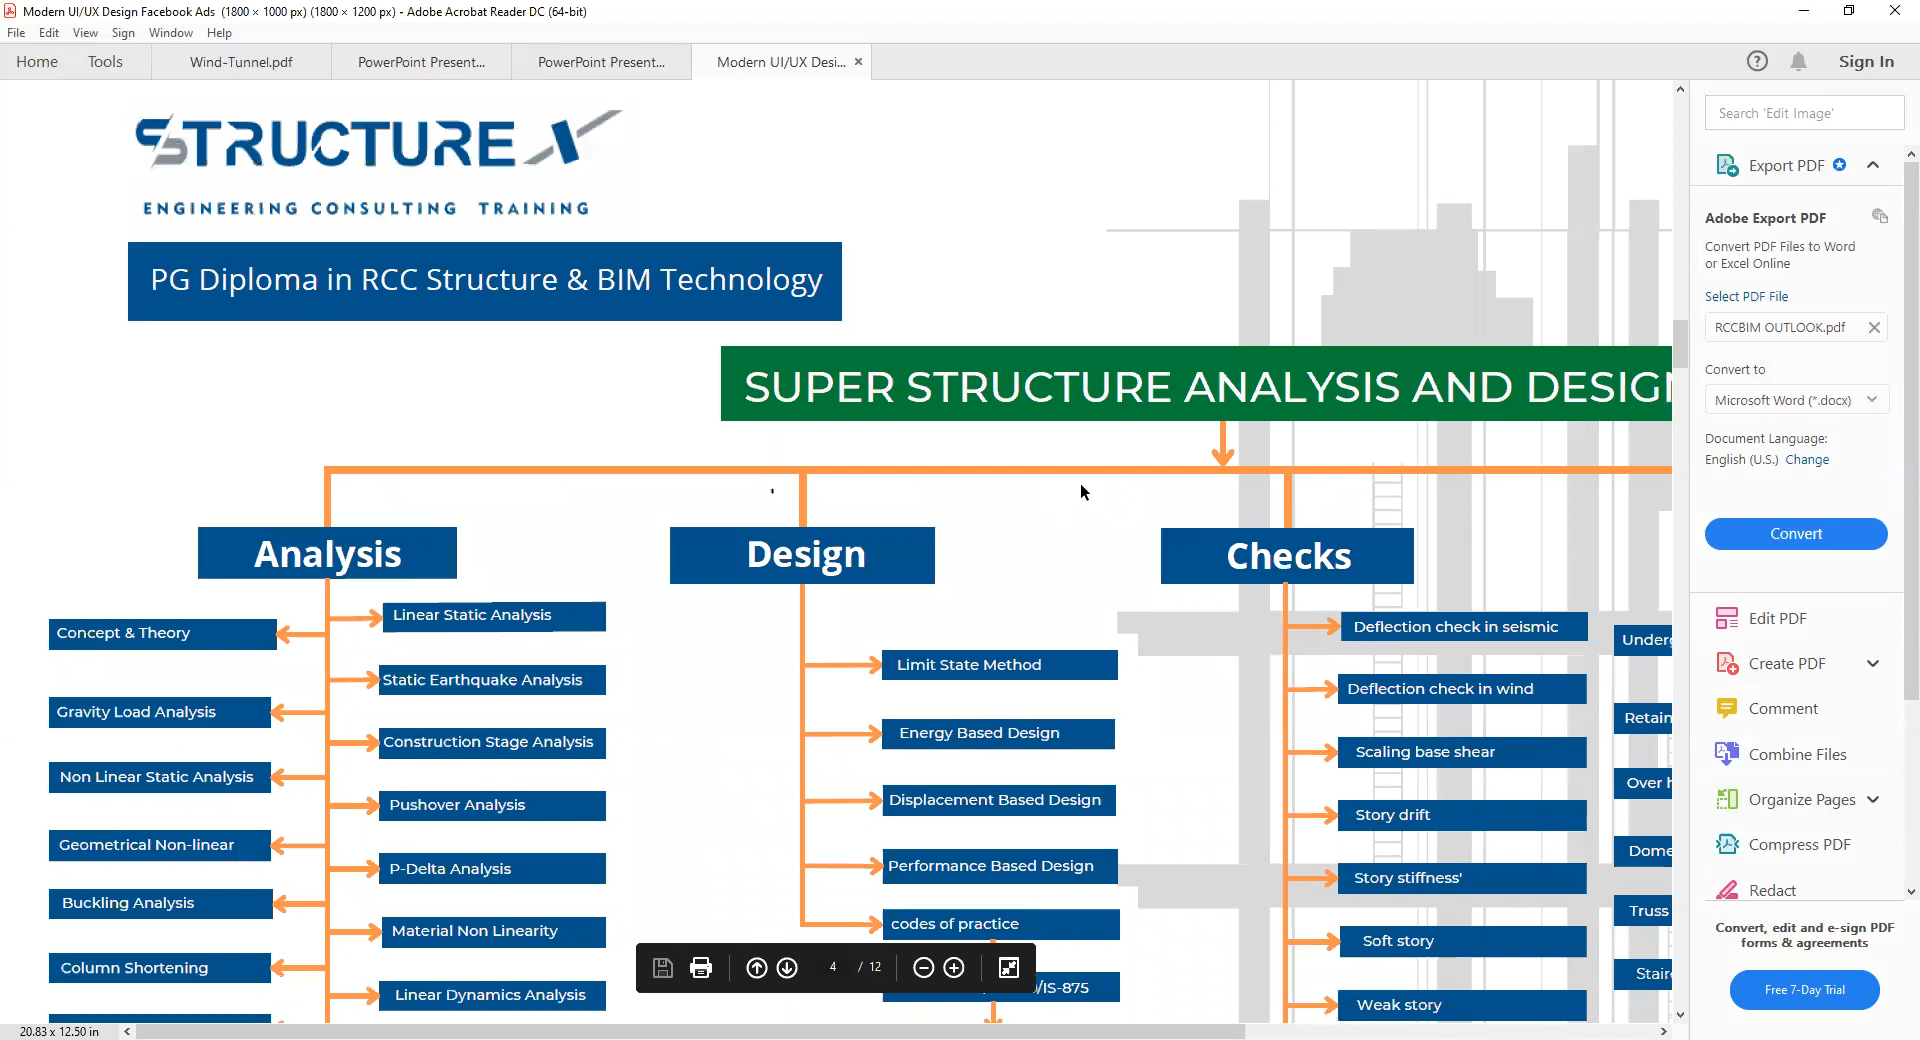 Modern UI/UX Design Facebook Ads (1800 × 1000 px) (1800 × 1200 px) - Adobe Acrobat Reader DC (64-bit)
File Edit View Sign Window Help
Home Tools Wind-Tunnel.pdf PowerPoint Present... PowerPoint Present... Modern UI/UX Desi... × Sign In
STRUCTURE X
ENGINEERING CONSULTING TRAINING
PG Diploma in RCC Structure & BIM Technology
SUPER STRUCTURE ANALYSIS AND DESIGN
Analysis
Concept & Theory
Gravity Load Analysis
Non Linear Static Analysis
Geometrical Non-linear
Buckling Analysis
Column Shortening
Linear Static Analysis
Static Earthquake Analysis
Construction Stage Analysis
Pushover Analysis
P-Delta Analysis
Material Non Linearity
Linear Dynamics Analysis
Design
Limit State Method
Energy Based Design
Displacement Based Design
Performance Based Design
codes of practice
/IS-875
Checks
Deflection check in seismic
Deflection check in wind
Scaling base shear
Story drift
Story stiffness'
Soft story
Weak story
Underg
Retain
Over h
Dome
Truss
Stair
4 / 12
20.83 x 12.50 in
Search 'Edit Image'
Export PDF
Adobe Export PDF
Convert PDF Files to Word
or Excel Online
Select PDF File
RCCBIM OUTLOOK.pdf
Convert to
Microsoft Word (*.docx)
Document Language:
English (U.S.) Change
Convert
Edit PDF
Create PDF
Comment
Combine Files
Organize Pages
Compress PDF
Redact
Convert, edit and e-sign PDF
forms & agreements
Free 7-Day Trial